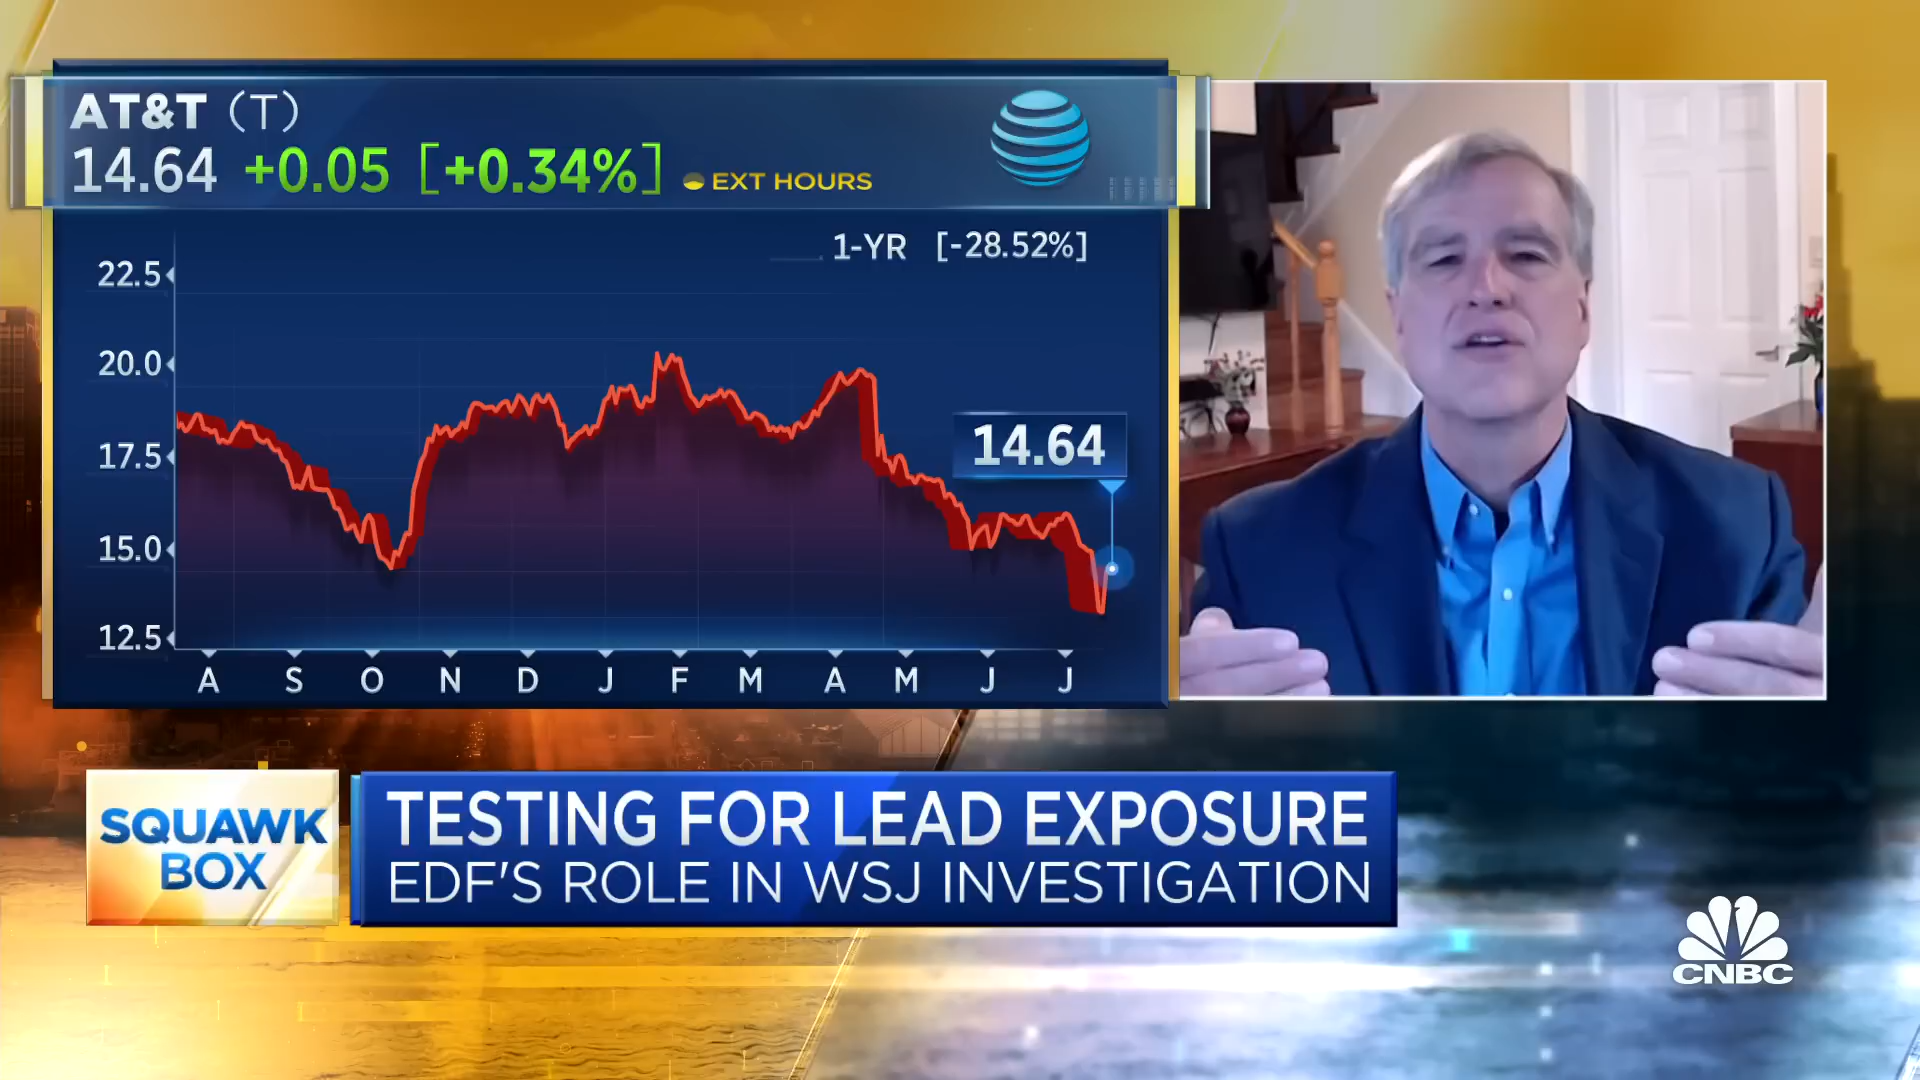 AT&T (T)
14.64 +0.05 [+0.34%] EXT HOURS
1-YR [-28.52%]
22.5
20.0
17.5
15.0
12.5
14.64
A S O N D J F M A M J J
SQUAWK
BOX
TESTING FOR LEAD EXPOSURE
EDF'S ROLE IN WSJ INVESTIGATION
CNBC